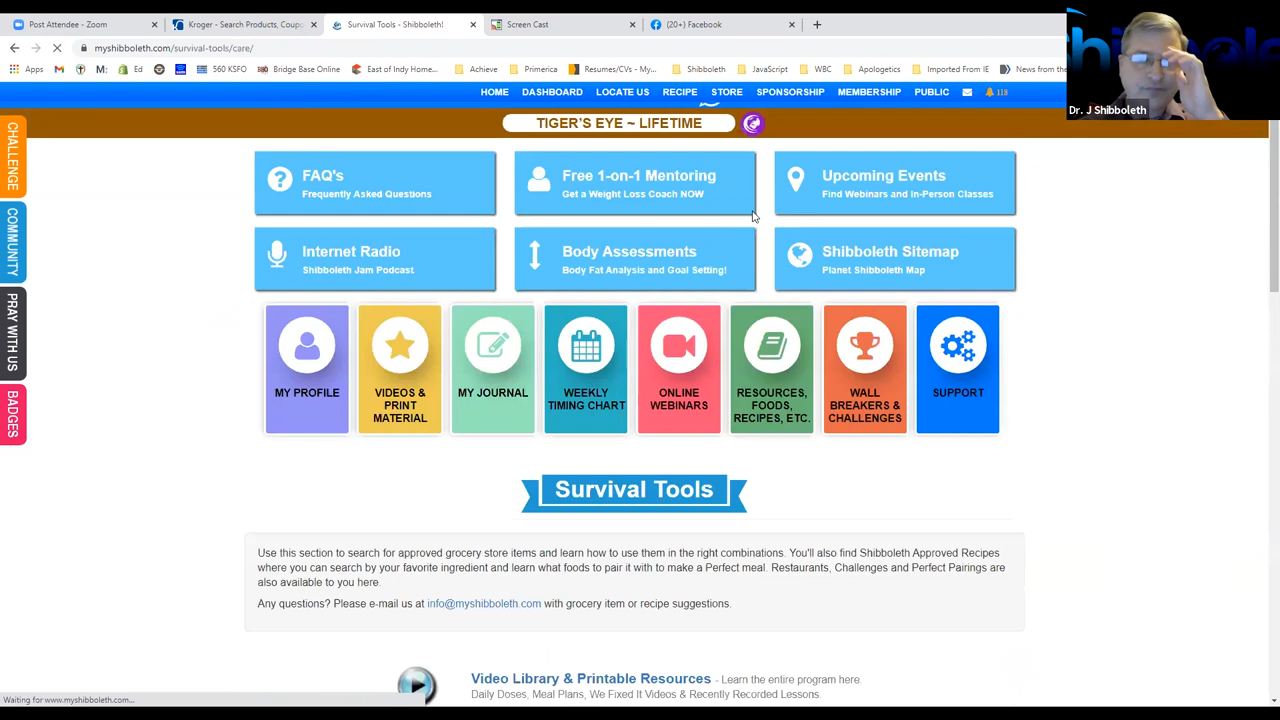 Post Attendee - Zoom
Kroger - Search Products, Coupo
Survival Tools - Shibboleth!
Screen Cast
(20+) Facebook
myshibboleth.com/survival-tools/care/
Apps
M:
Ed
560 KSFO
Bridge Base Online
East of Indy Home...
Achieve
Primerica
Resumes/CVs - My...
Shibboleth
JavaScript
WBC
Apologetics
Imported From IE
News from the
Dr. J Shibboleth
HOME DASHBOARD LOCATE US RECIPE STORE SPONSORSHIP MEMBERSHIP PUBLIC 118
TIGER'S EYE ~ LIFETIME
CHALLENGE
COMMUNITY
PRAY WITH US
BADGES
FAQ's
Frequently Asked Questions
Free 1-on-1 Mentoring
Get a Weight Loss Coach NOW
Upcoming Events
Find Webinars and In-Person Classes
Internet Radio
Shibboleth Jam Podcast
Body Assessments
Body Fat Analysis and Goal Setting!
Shibboleth Sitemap
Planet Shibboleth Map
MY PROFILE
VIDEOS &
PRINT
MATERIAL
MY JOURNAL
WEEKLY
TIMING CHART
ONLINE
WEBINARS
RESOURCES,
FOODS,
RECIPES, ETC.
WALL
BREAKERS &
CHALLENGES
SUPPORT
Survival Tools
Use this section to search for approved grocery store items and learn how to use them in the right combinations. You'll also find Shibboleth Approved Recipes
where you can search by your favorite ingredient and learn what foods to pair it with to make a Perfect meal. Restaurants, Challenges and Perfect Pairings are
also available to you here.
Any questions? Please e-mail us at info@myshibboleth.com with grocery item or recipe suggestions.
Video Library & Printable Resources - Learn the entire program here.
Daily Doses, Meal Plans, We Fixed It Videos & Recently Recorded Lessons.
Waiting for www.myshibboleth.com...